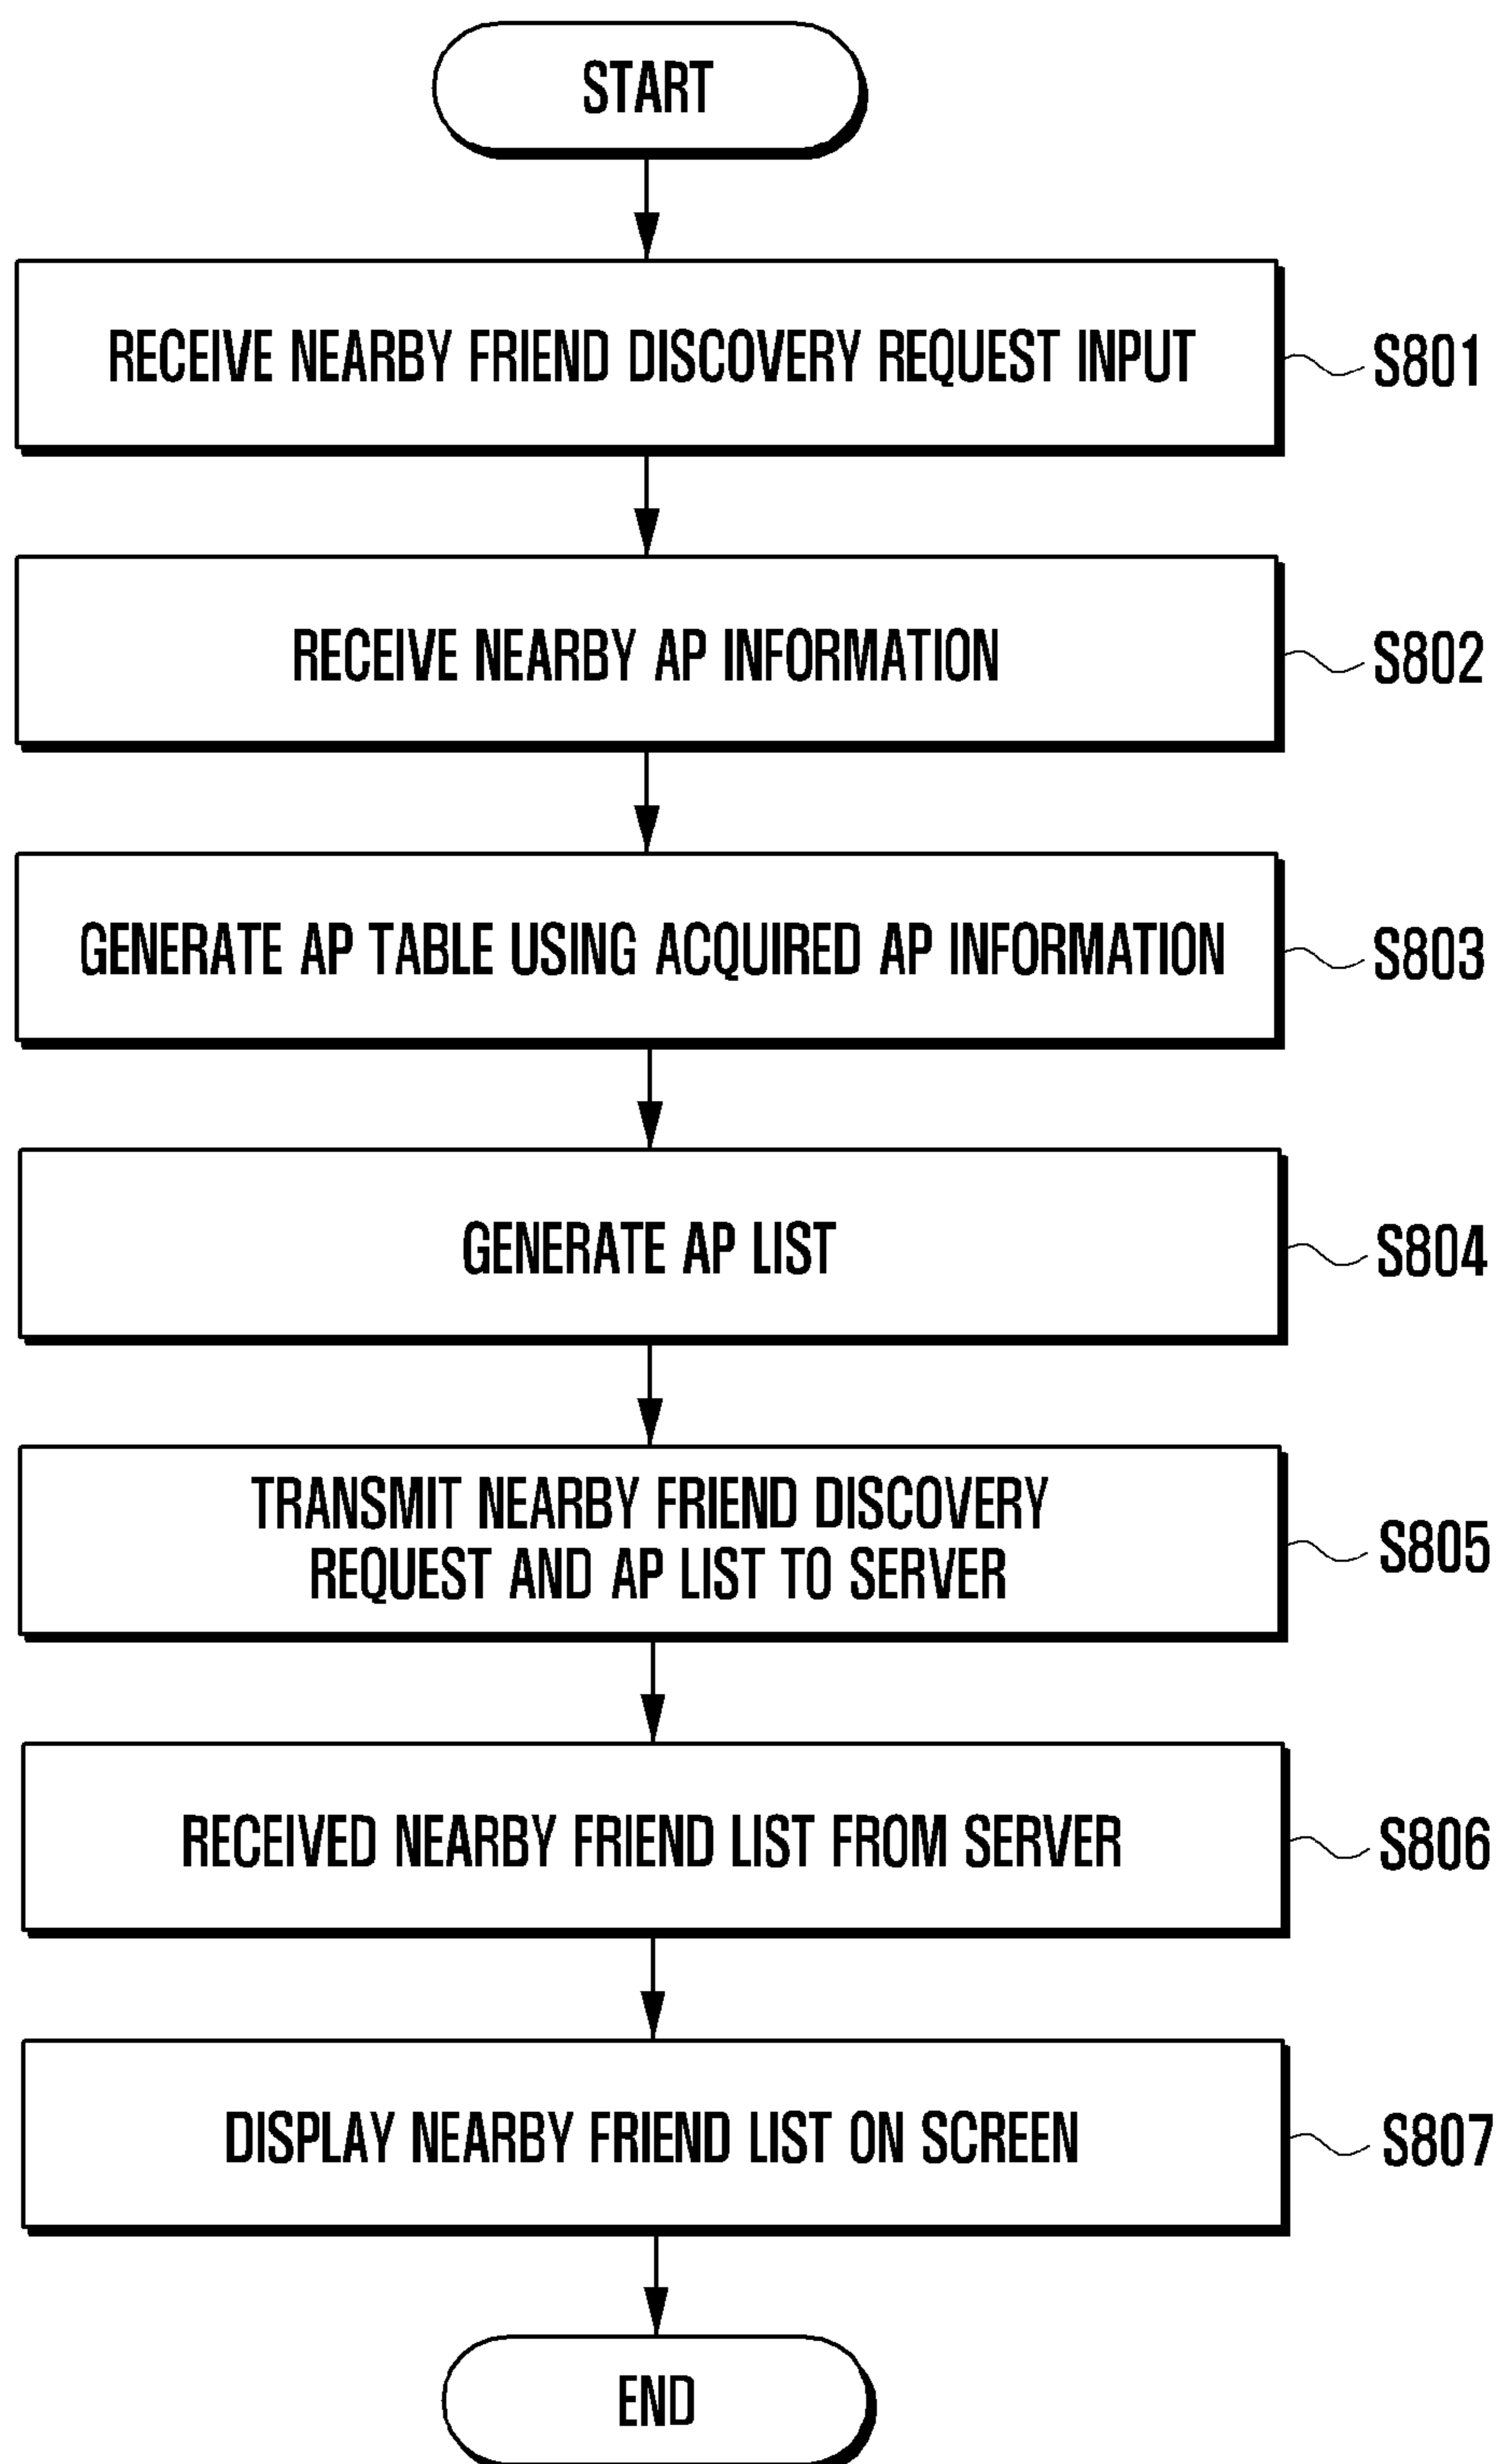 START
RECEIVE NEARBY FRIEND DISCOVERY REQUEST INPUT
S801
RECEIVE NEARBY AP INFORMATION
S802
GENERATE AP TABLE USING ACQUIRED AP INFORMATION
S803
GENERATE AP LIST
S804
TRANSMIT NEARBY FRIEND DISCOVERY
REQUEST AND AP LIST TO SERVER
S805
RECEIVED NEARBY FRIEND LIST FROM SERVER
S806
DISPLAY NEARBY FRIEND LIST ON SCREEN
S807
END